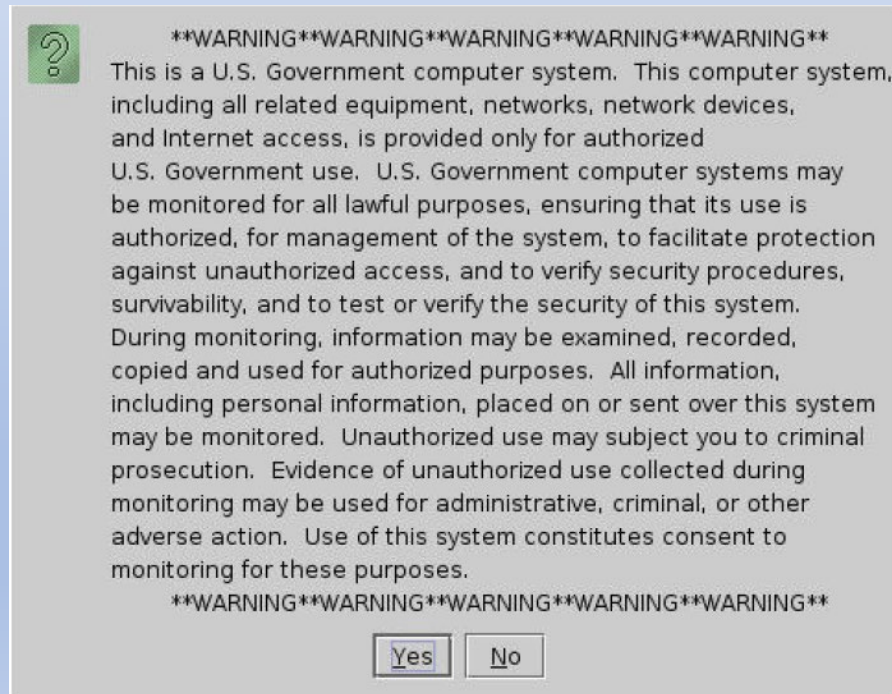 **WARNING**WARNING**WARNING**WARNING**WARNING**
This is a U.S. Government computer system.  This computer system,
including all related equipment, networks, network devices,
and Internet access, is provided only for authorized
U.S. Government use.  U.S. Government computer systems may
be monitored for all lawful purposes, ensuring that its use is
authorized, for management of the system, to facilitate protection
against unauthorized access, and to verify security procedures,
survivability, and to test or verify the security of this system.
During monitoring, information may be examined, recorded,
copied and used for authorized purposes.  All information,
including personal information, placed on or sent over this system
may be monitored.  Unauthorized use may subject you to criminal
prosecution.  Evidence of unauthorized use collected during
monitoring may be used for administrative, criminal, or other
adverse action.  Use of this system constitutes consent to
monitoring for these purposes.
**WARNING**WARNING**WARNING**WARNING**WARNING**
Yes No